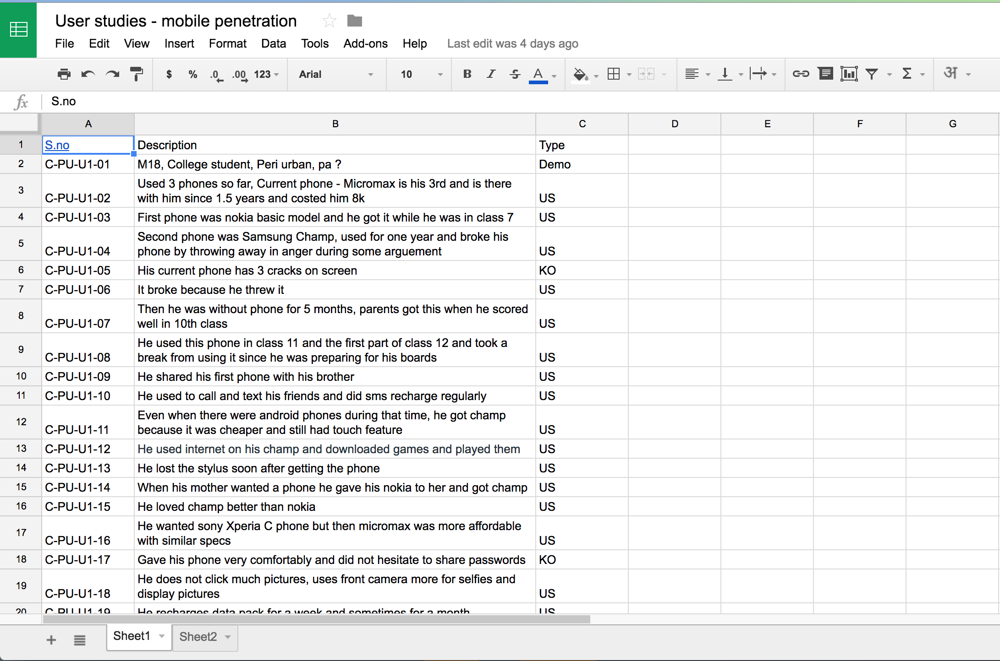 User studies - mobile penetration
File Edit View Insert Format Data Tools Add-ons Help Last edit was 4 days ago
$ % .0 .00 123 Arial 10 B I S A Σ अ
fx S.no
A B C D E F G
1 S.no Description Type
2 C-PU-U1-01 M18, College student, Peri urban, pa ? Demo
3 C-PU-U1-02 Used 3 phones so far, Current phone - Micromax is his 3rd and is there
with him since 1.5 years and costed him 8k US
4 C-PU-U1-03 First phone was nokia basic model and he got it while he was in class 7 US
5 C-PU-U1-04 Second phone was Samsung Champ, used for one year and broke his
phone by throwing away in anger during some arguement US
6 C-PU-U1-05 His current phone has 3 cracks on screen KO
7 C-PU-U1-06 It broke because he threw it US
8 C-PU-U1-07 Then he was without phone for 5 months, parents got this when he scored
well in 10th class US
9 C-PU-U1-08 He used this phone in class 11 and the first part of class 12 and took a
break from using it since he was preparing for his boards US
10 C-PU-U1-09 He shared his first phone with his brother US
11 C-PU-U1-10 He used to call and text his friends and did sms recharge regularly US
12 C-PU-U1-11 Even when there were android phones during that time, he got champ
because it was cheaper and still had touch feature US
13 C-PU-U1-12 He used internet on his champ and downloaded games and played them US
14 C-PU-U1-13 He lost the stylus soon after getting the phone US
15 C-PU-U1-14 When his mother wanted a phone he gave his nokia to her and got champ US
16 C-PU-U1-15 He loved champ better than nokia US
17 C-PU-U1-16 He wanted sony Xperia C phone but then micromax was more affordable
with similar specs US
18 C-PU-U1-17 Gave his phone very comfortably and did not hesitate to share passwords KO
19 C-PU-U1-18 He does not click much pictures, uses front camera more for selfies and
display pictures US
20 C-PU-U1-19 He recharges data pack for a week and sometimes for a month US
Sheet1 Sheet2